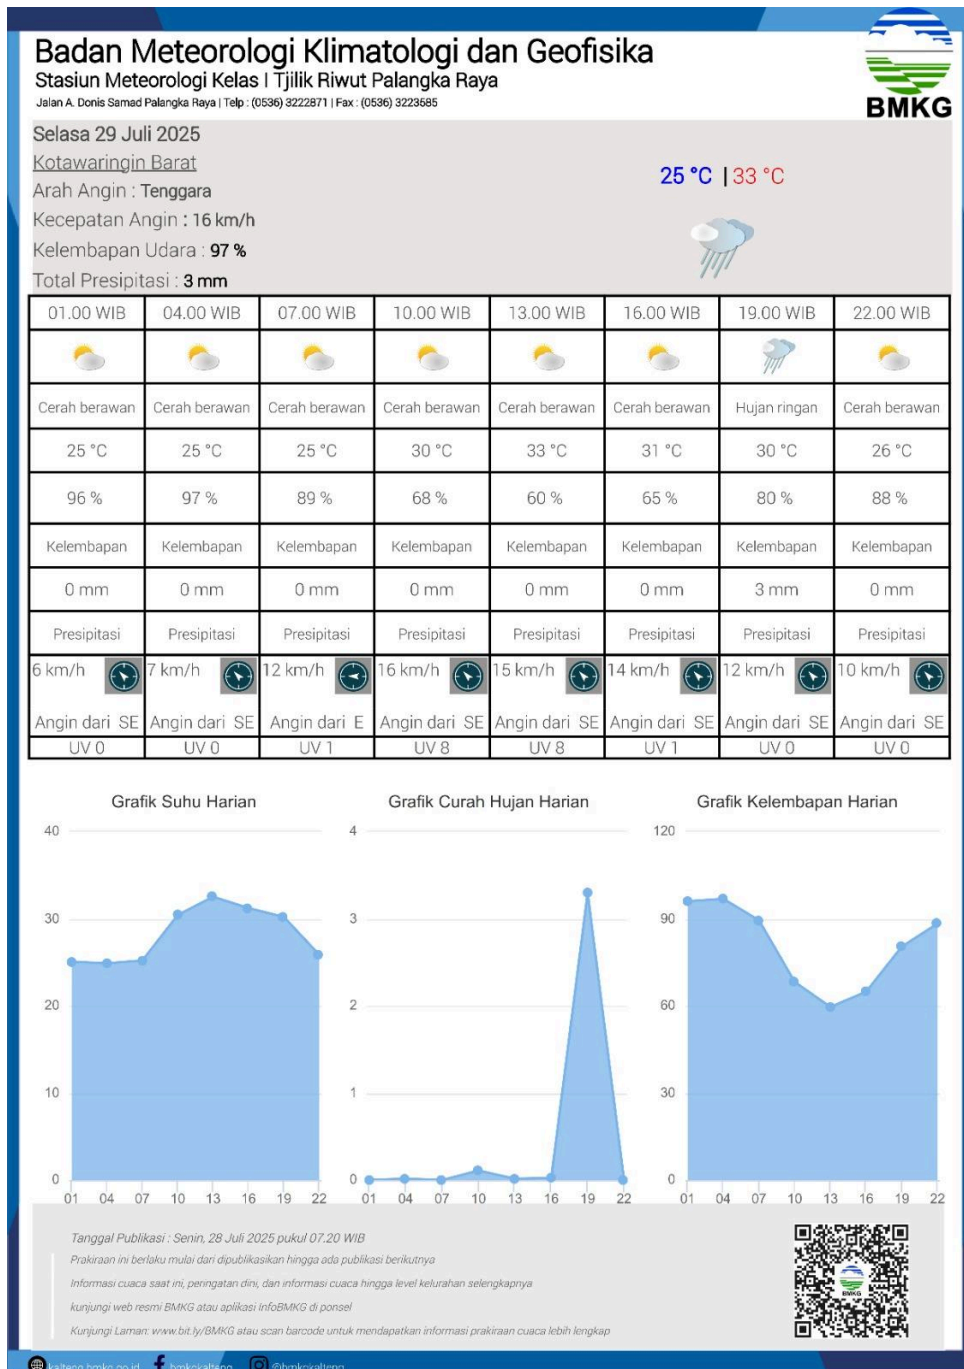 Badan Meteorologi Klimatologi dan Geofisika
Stasiun Meteorologi Kelas I Tjilik Riwut Palangka Raya
Jalan A. Donis Samad Palangka Raya | Telp : (0536) 3222871 | Fax : (0536) 3223585
BMKG
Selasa 29 Juli 2025
Kotawaringin Barat
25 °C | 33 °C
Arah Angin : Tenggara
Kecepatan Angin : 16 km/h
Kelembapan Udara : 97 %
Total Presipitasi : 3 mm
01.00 WIB 04.00 WIB 07.00 WIB 10.00 WIB 13.00 WIB 16.00 WIB 19.00 WIB 22.00 WIB
Cerah berawan Cerah berawan Cerah berawan Cerah berawan Cerah berawan Cerah berawan Hujan ringan Cerah berawan
25 °C 25 °C 25 °C 30 °C 33 °C 31 °C 30 °C 26 °C
96 % 97 % 89 % 68 % 60 % 65 % 80 % 88 %
Kelembapan Kelembapan Kelembapan Kelembapan Kelembapan Kelembapan Kelembapan Kelembapan
0 mm 0 mm 0 mm 0 mm 0 mm 0 mm 3 mm 0 mm
Presipitasi Presipitasi Presipitasi Presipitasi Presipitasi Presipitasi Presipitasi Presipitasi
6 km/h 7 km/h 12 km/h 16 km/h 15 km/h 14 km/h 12 km/h 10 km/h
Angin dari SE Angin dari SE Angin dari E Angin dari SE Angin dari SE Angin dari SE Angin dari SE Angin dari SE
UV 0 UV 0 UV 1 UV 8 UV 8 UV 1 UV 0 UV 0
Grafik Suhu Harian
40
30
20
10
0
01 04 07 10 13 16 19 22
Grafik Curah Hujan Harian
4
3
2
1
0
01 04 07 10 13 16 19 22
Grafik Kelembapan Harian
120
90
60
30
0
01 04 07 10 13 16 19 22
Tanggal Publikasi : Senin, 28 Juli 2025 pukul 07.20 WIB
Prakiraan ini berlaku mulai dari dipublikasikan hingga ada publikasi berikutnya
Informasi cuaca saat ini, peringatan dini, dan informasi cuaca hingga level kelurahan selengkapnya
kunjungi web resmi BMKG atau aplikasi InfoBMKG di ponsel
Kunjungi Laman: www.bit.ly/BMKG atau scan barcode untuk mendapatkan informasi prakiraan cuaca lebih lengkap
BMKG
kalteng.bmkg.go.id bmkgkalteng @bmkgkalteng